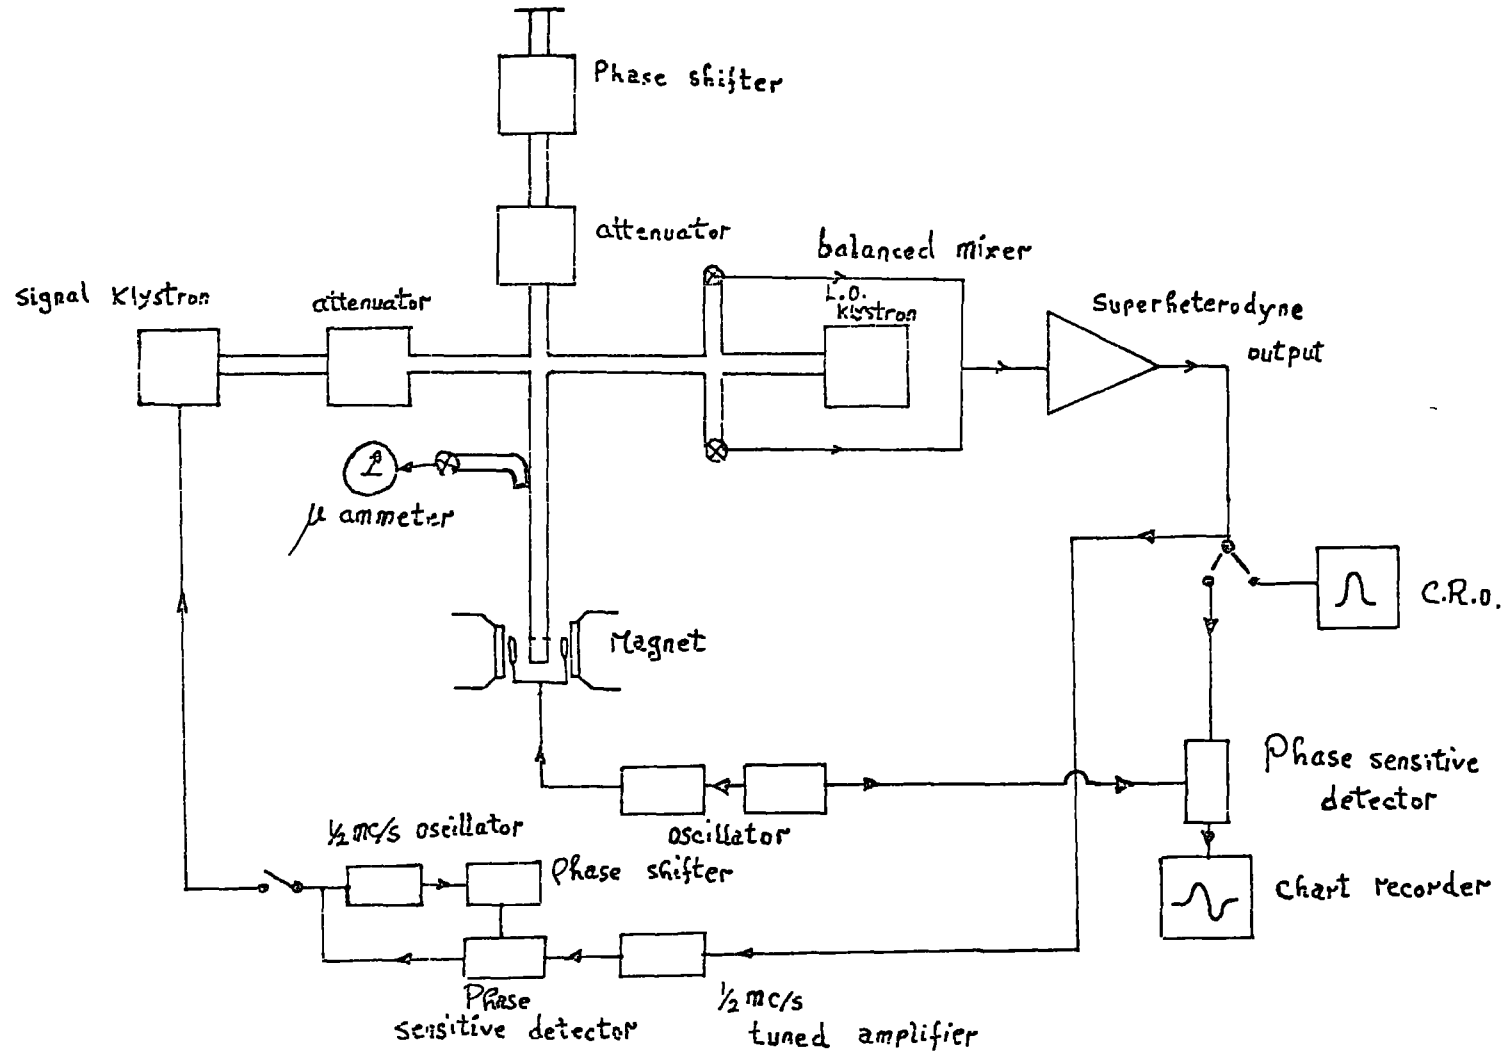 Phase shifter
attenuator
balanced mixer
Signal Klystron
attenuator
L.O.
Klystron
Superheterodyne
output
μ ammeter
C.R.O.
Magnet
Phase sensitive
detector
oscillator
½ mc/s oscillator
Phase shifter
Chart recorder
Phase
sensitive detector
½ mc/s
tuned amplifier